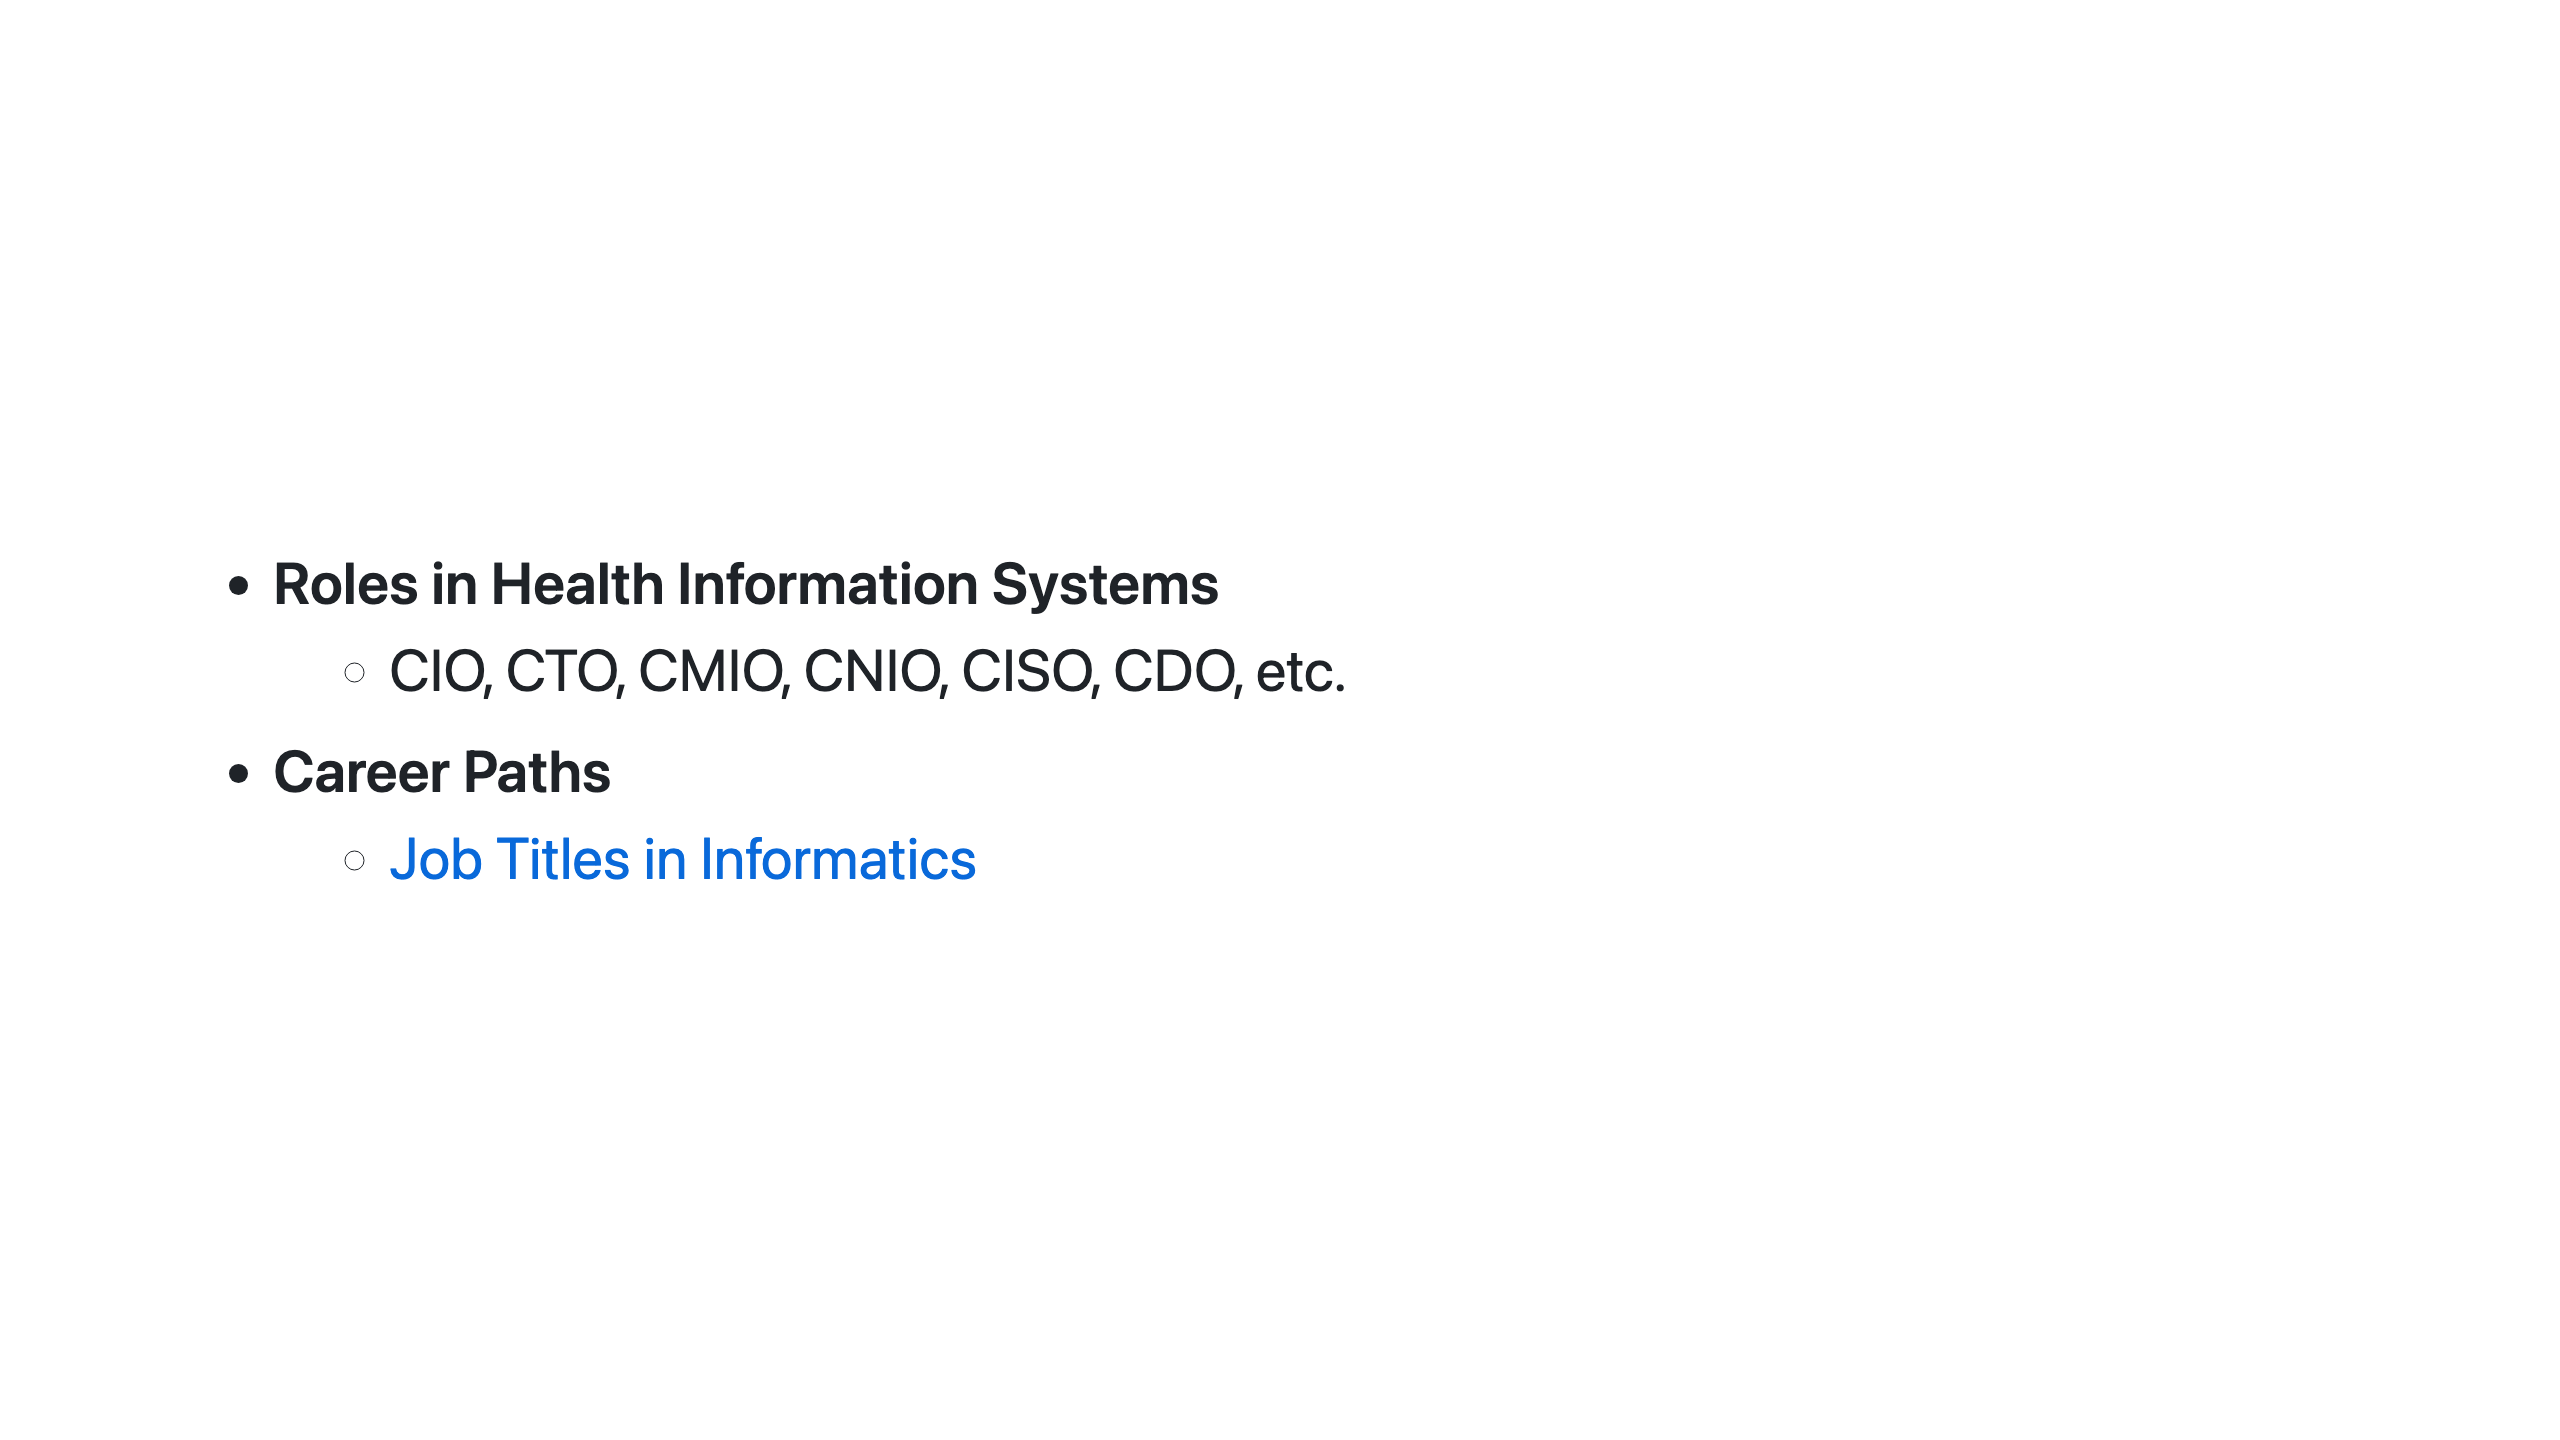 Roles in Health Information Systems
CIO, CTO, CMIO, CNIO, CISO, CDO, etc.
Career Paths
Job Titles in Informatics